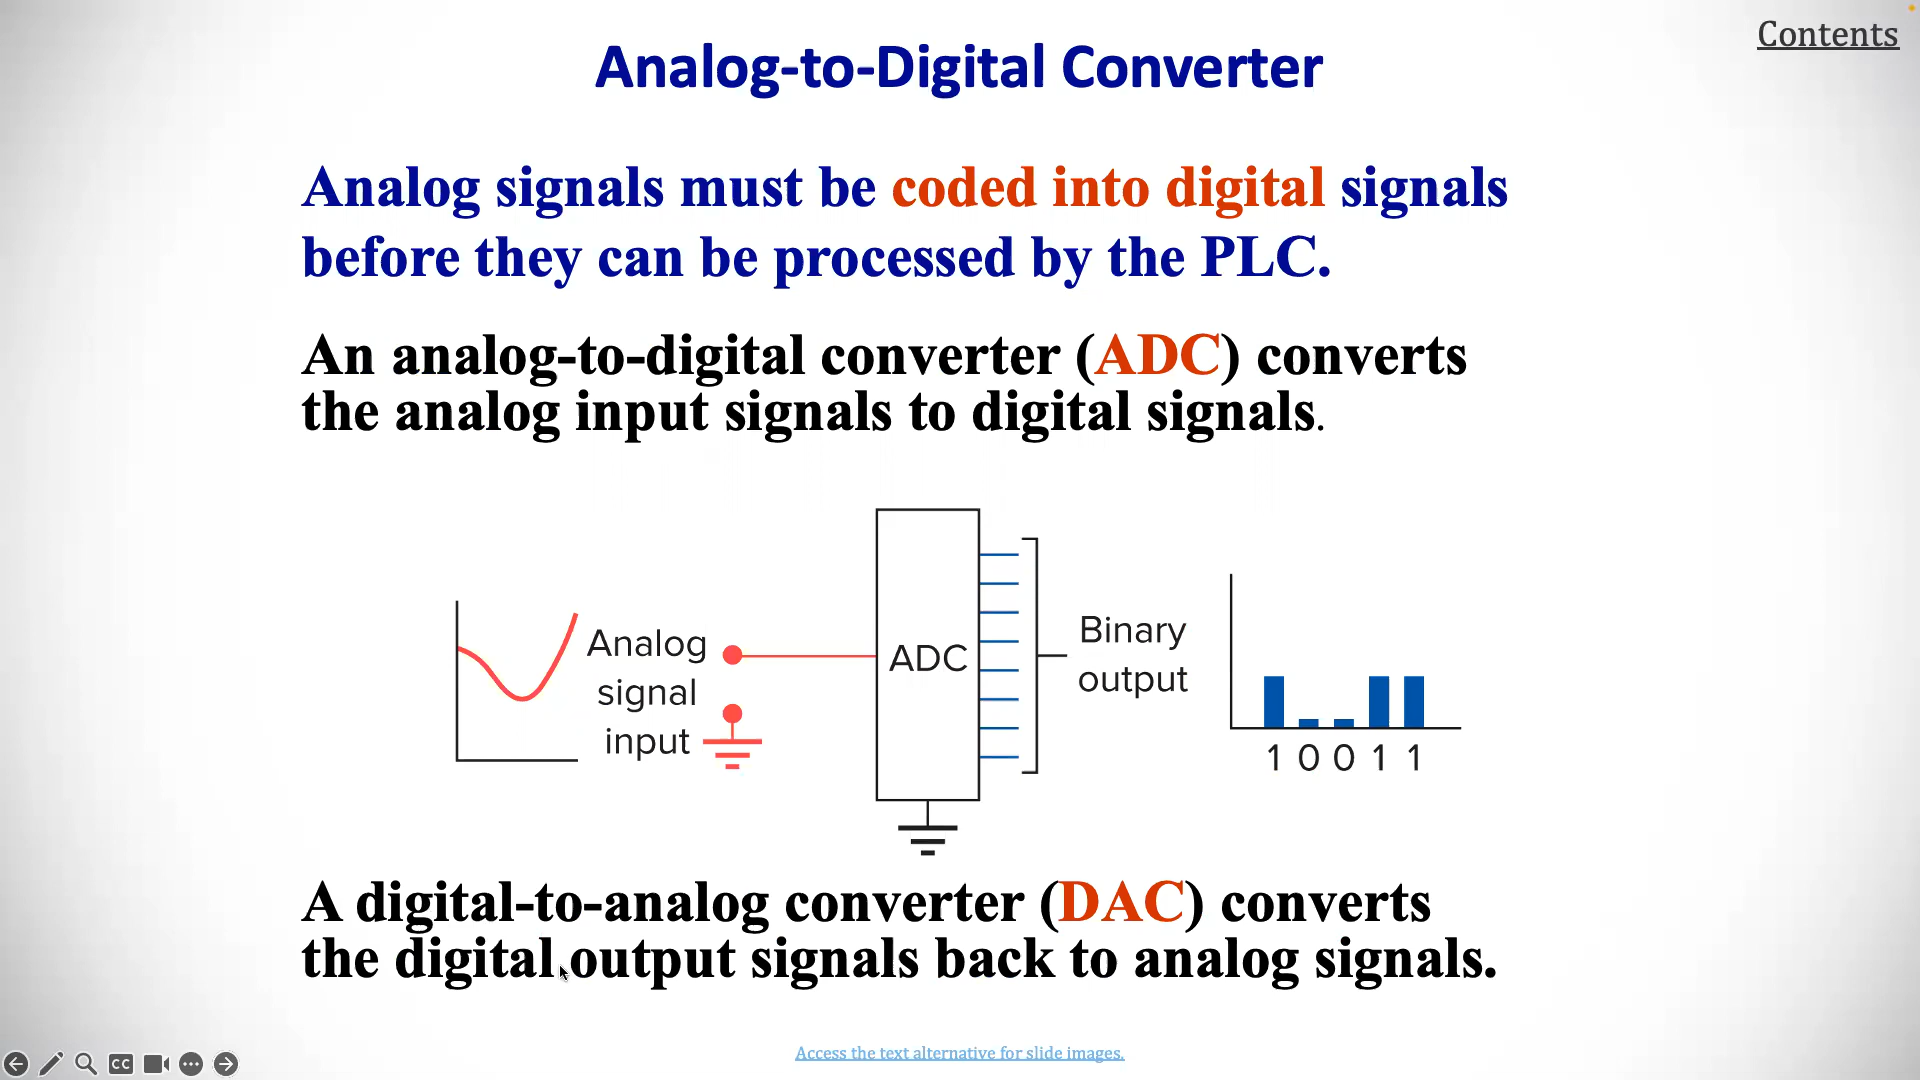 Contents
Analog-to-Digital Converter
Analog signals must be coded into digital signals
before they can be processed by the PLC.
An analog-to-digital converter (ADC) converts
the analog input signals to digital signals.
Analog
signal
input
ADC
Binary
output
1 0 0 1 1
A digital-to-analog converter (DAC) converts
the digital output signals back to analog signals.
CC
Access the text alternative for slide images.